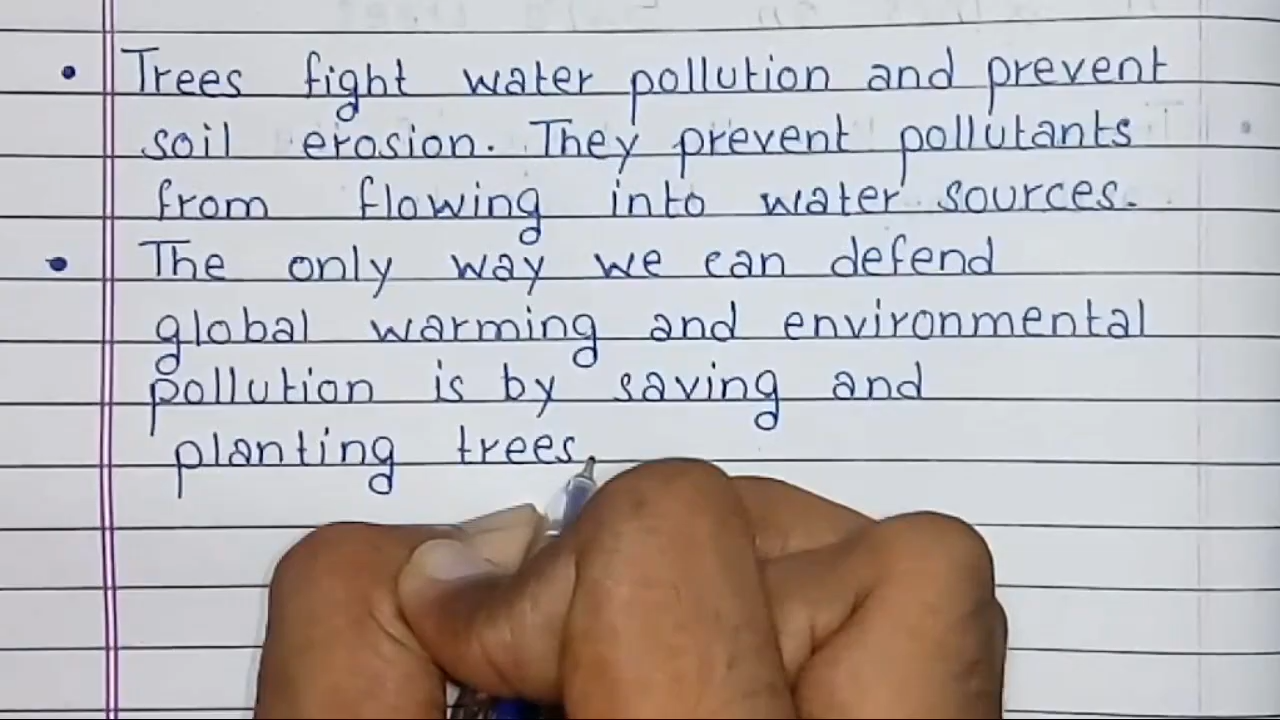 • Trees fight water pollution and prevent
soil erosion. They prevent pollutants
from flowing into water sources.
• The only way we can defend
global warming and environmental
pollution is by saving and
planting trees.